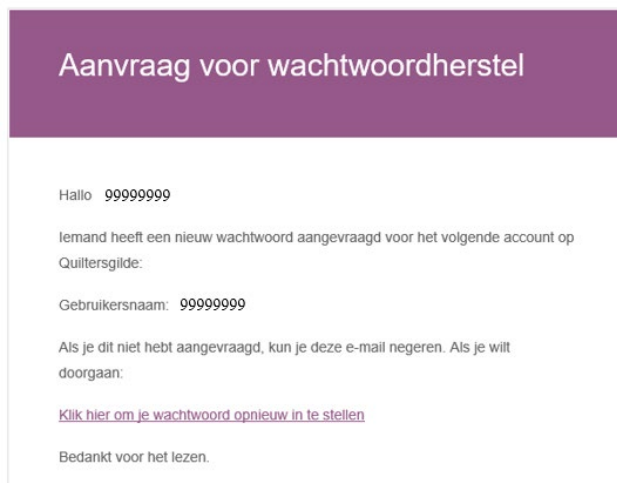 Aanvraag voor wachtwoordherstel
Hallo 99999999
Iemand heeft een nieuw wachtwoord aangevraagd voor het volgende account op
Quiltersgilde:
Gebruikersnaam: 99999999
Als je dit niet hebt aangevraagd, kun je deze e-mail negeren. Als je wilt
doorgaan:
Klik hier om je wachtwoord opnieuw in te stellen
Bedankt voor het lezen.